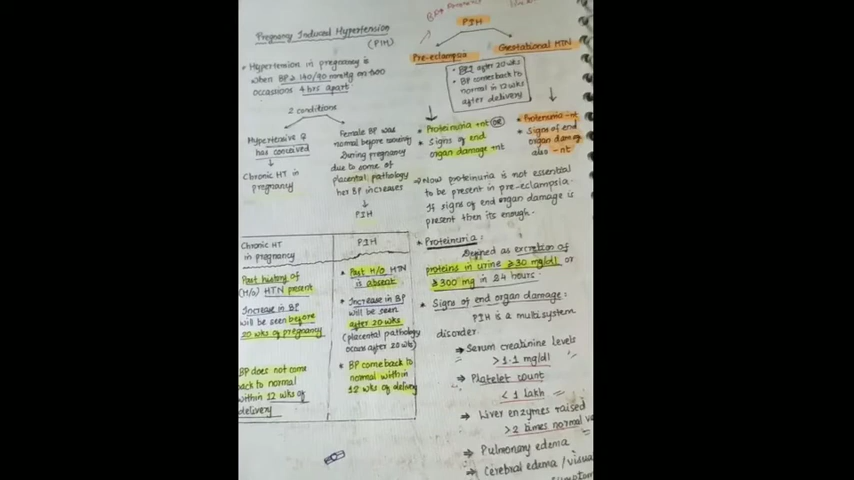 Pregnancy Induced Hypertension
(PIH)
* Hypertension in pregnancy is
when BP ≥ 140/90 mmHg on two
occasions 4 hrs apart
2 conditions
Hypertensive ♀
has conceived
↓
Chronic HT in
pregnancy
Female BP was
normal before
During pregnancy
due to some of
placental pathology
her BP increases
↓
PIH
Chronic HT
in pregnancy
Past history of
(H/o) HTN present
Increase in BP
will be seen before
20 wks of pregnancy
BP does not come
back to normal
within 12 wks of
delivery
PIH
* Past H/o HTN
is absent
* Increase in BP
will be seen
after 20 wks
(placental pathology
occurs after 20 wks)
* BP come back to
normal within
12 wks of delivery
PIH
Pre-eclampsia
Gestational HTN
* BP↑ after 20 wks
* BP comes back to
normal in 12 wks
after delivery
* Proteinuria +nt OR
* Signs of end
organ damage +nt
* Proteinuria -nt
* Signs of end
organ damage
also -nt
→ Now proteinuria is not essential
to be present in pre-eclampsia.
If signs of end organ damage is
present then its enough.
* Proteinuria:
Defined as excretion of
proteins in urine ≥ 30 mg/dl or
≥ 300 mg in 24 hours
* Signs of end organ damage:
PIH is a multisystem
disorder.
⇒ Serum creatinine levels
> 1.1 mg/dl
⇒ Platelet count
< 1 lakh
⇒ Liver enzymes raised
> 2 times normal
⇒ Pulmonary edema
⇒ Cerebral edema / visual